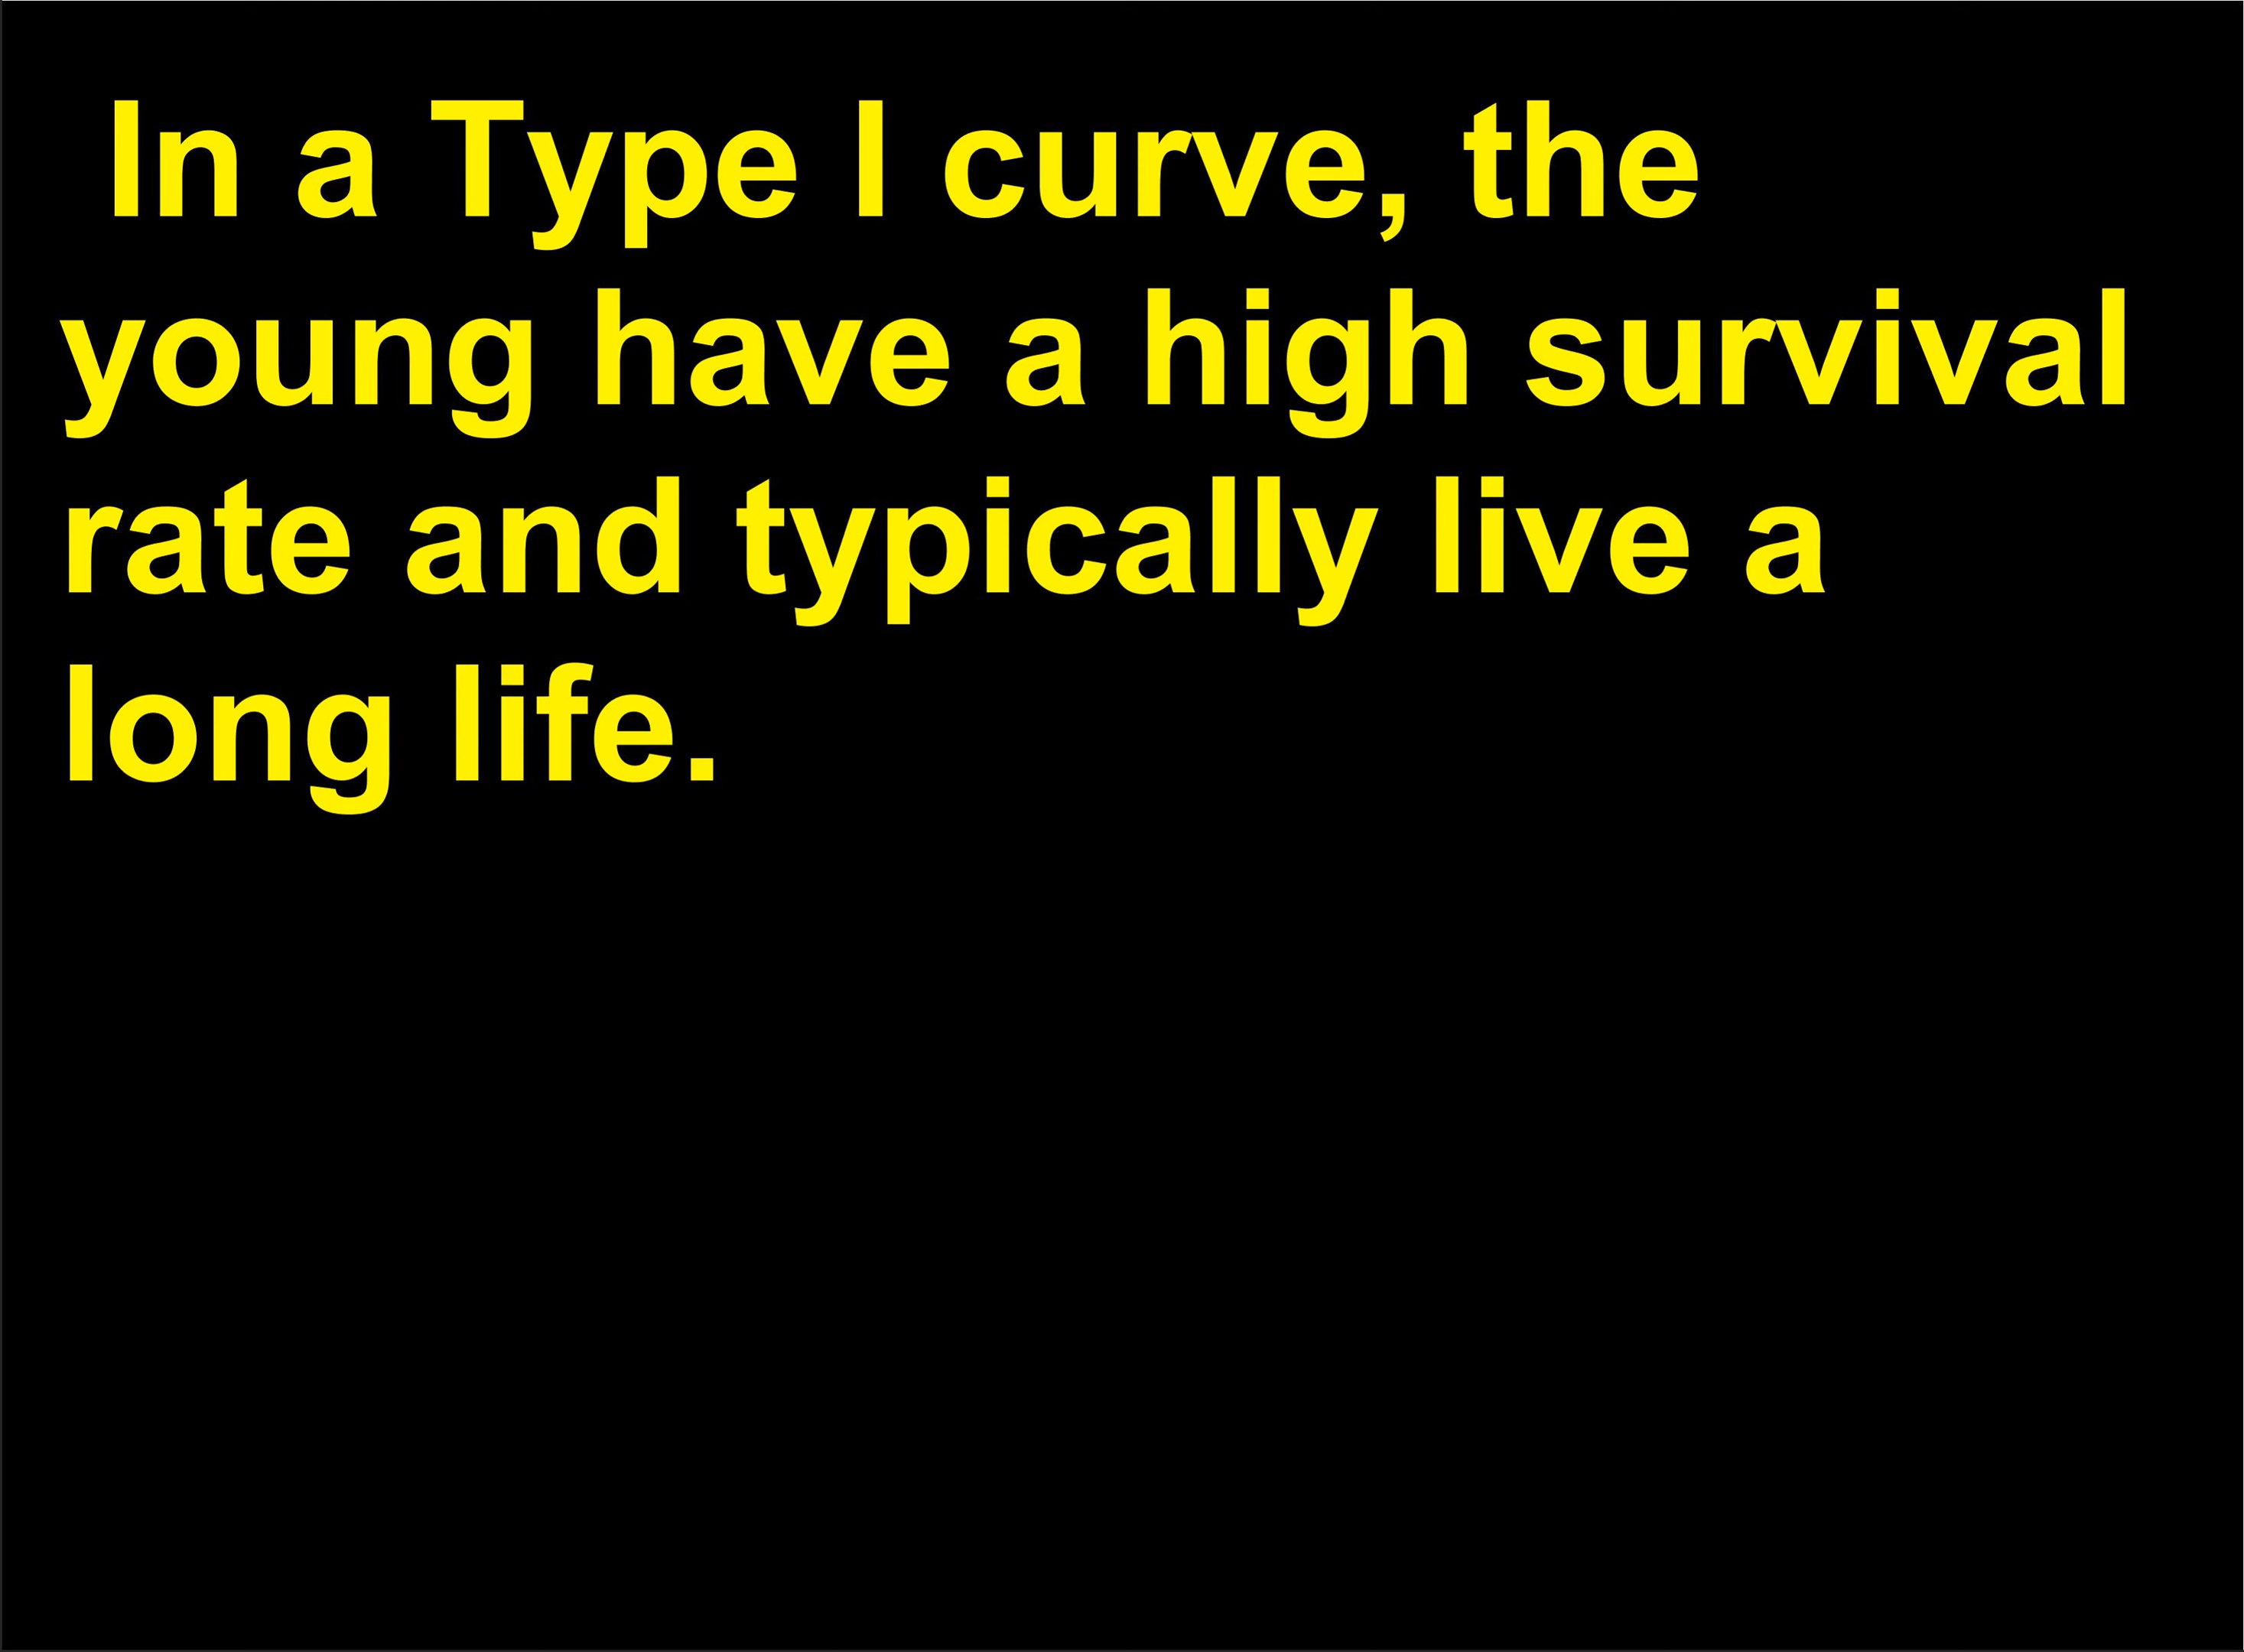 In a Type I curve, the
young have a high survival
rate and typically live a
long life.